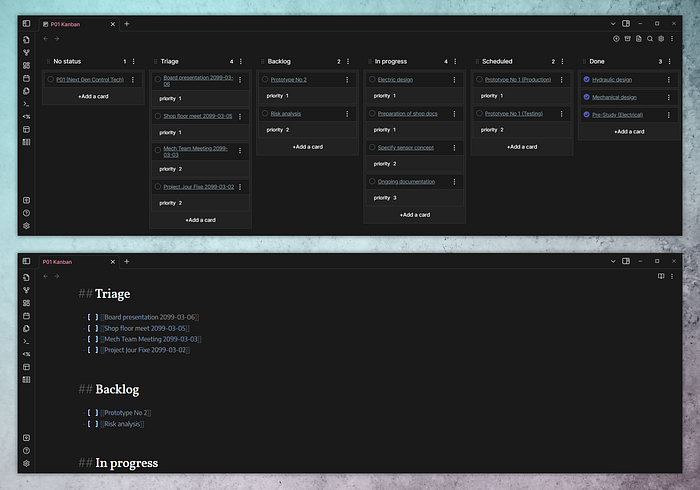 P01 Kanban
No status 1
P01 (Next Gen Control Tech)
+Add a card
Triage 4
Board presentation 2099-03-
06
priority 1
Shop floor meet 2099-03-05
priority 1
Mech Team Meeting 2099-
03-03
priority 2
Project Jour Fixe 2099-03-02
priority 2
+Add a card
Backlog 2
Prototype No 2
priority 1
Risk analysis
priority 2
+Add a card
In progress 4
Electric design
priority 1
Preparation of shop docs
priority 1
Specify sensor concept
priority 2
Ongoing documentation
priority 3
+Add a card
Scheduled 2
Prototype No 1 (Production)
priority 1
Prototype No 1 (Testing)
priority 2
+Add a card
Done 3
Hydraulic design
Mechanical design
Pre-Study (Electrical)
+Add a card
P01 Kanban
## Triage
- [ ] [[Board presentation 2099-03-06]]
- [ ] [[Shop floor meet 2099-03-05]]
- [ ] [[Mech Team Meeting 2099-03-03]]
- [ ] [[Project Jour Fixe 2099-03-02]]
## Backlog
- [ ] [[Prototype No 2]]
- [ ] [[Risk analysis]]
## In progress